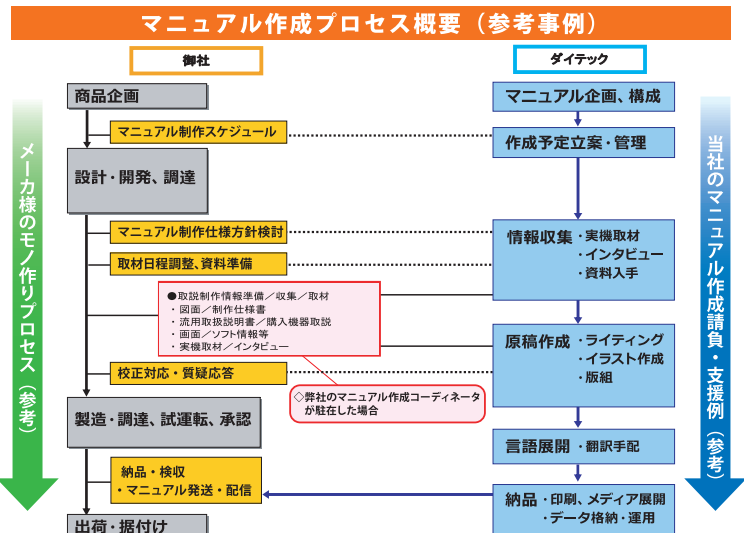 マニュアル作成プロセス概要（参考事例）
御社
ダイテック
メーカ様のモノ作りプロセス（参考）
商品企画
マニュアル制作スケジュール
設計・開発、調達
マニュアル制作仕様方針検討
取材日程調整、資料準備
●取説制作情報準備／収集／取材
・図面／制作仕様書
・流用取扱説明書／購入機器取説
・画面／ソフト情報等
・実機取材／インタビュー
校正対応・質疑応答
◇弊社のマニュアル作成コーディネータ
が駐在した場合
製造・調達、試運転、承認
納品・検収
・マニュアル発送・配信
出荷・据付け
マニュアル企画、構成
作成予定立案・管理
情報収集 ・実機取材
・インタビュー
・資料入手
原稿作成 ・ライティング
・イラスト作成
・版組
言語展開 ・翻訳手配
納品 ・印刷、メディア展開
・データ格納・運用
当社のマニュアル作成請負・支援例（参考）